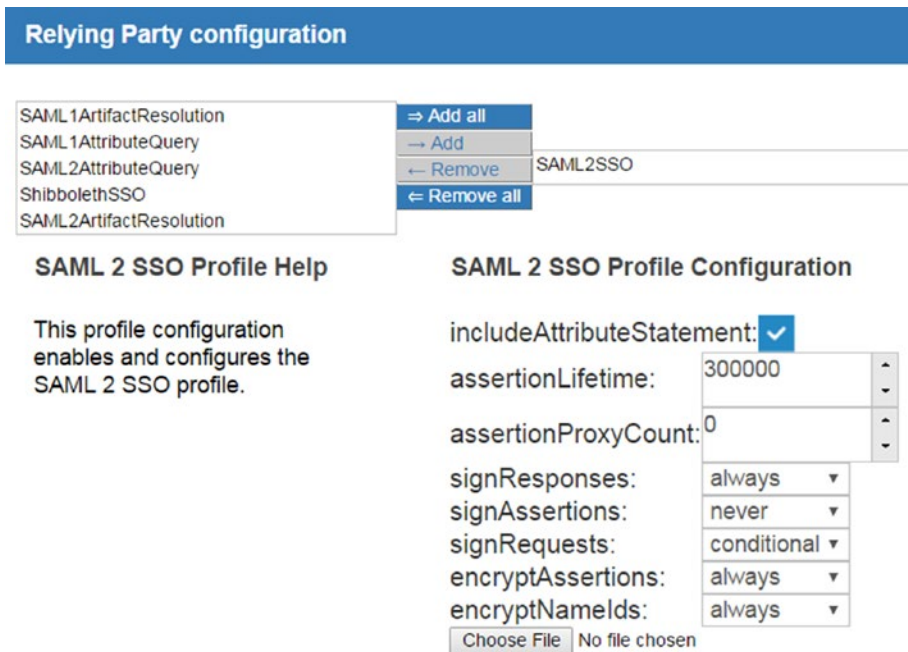 Relying Party configuration
SAML1ArtifactResolution
SAML1AttributeQuery
SAML2AttributeQuery
ShibbolethSSO
SAML2ArtifactResolution
⇒ Add all
→ Add
← Remove
⇐ Remove all
SAML2SSO
SAML 2 SSO Profile Help
This profile configuration
enables and configures the
SAML 2 SSO profile.
SAML 2 SSO Profile Configuration
includeAttributeStatement:
assertionLifetime: 300000
assertionProxyCount: 0
signResponses: always
signAssertions: never
signRequests: conditional
encryptAssertions: always
encryptNameIds: always
Choose File No file chosen